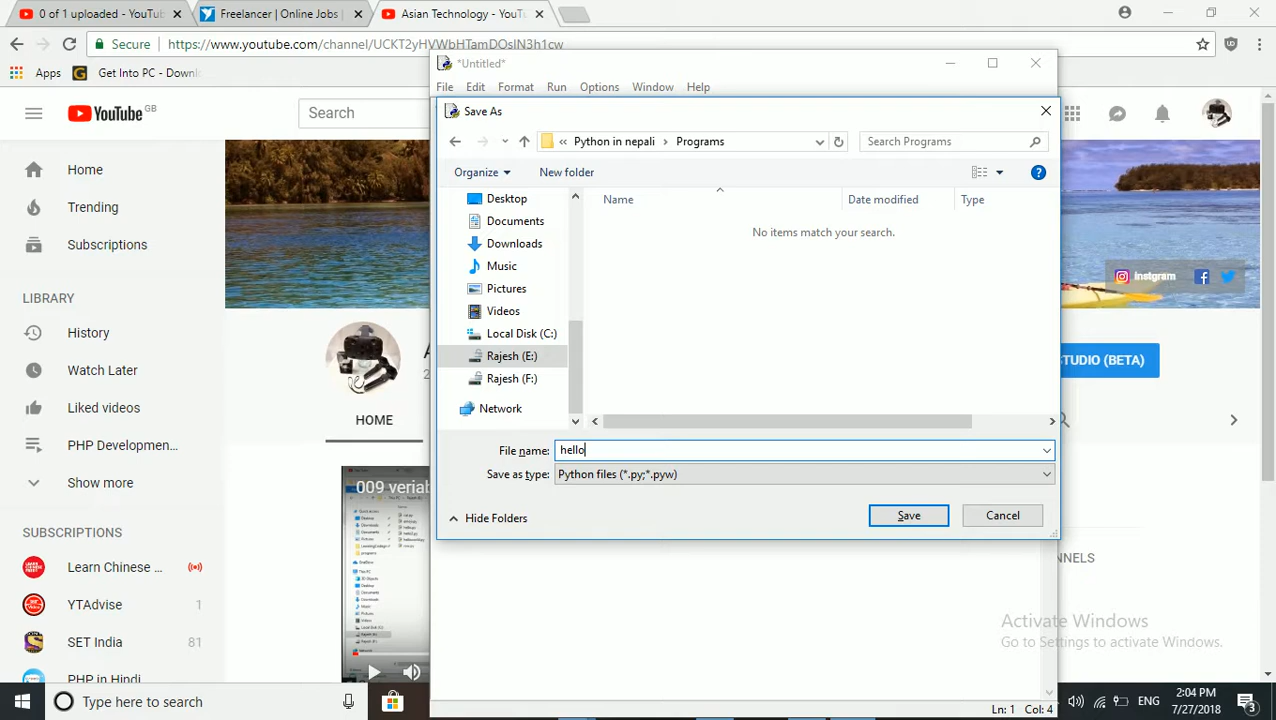 0 of 1 uploaded - YouTub
Freelancer | Online Jobs |
Asian Technology - YouTu
Secure
https://www.youtube.com/channel/UCKT2yHVWbHTamDOsIN3h1cw
Apps
Get Into PC - Downl
YouTube GB
Search
Home
Trending
Subscriptions
LIBRARY
History
Watch Later
Liked videos
PHP Developmen...
Show more
SUBSCRIPTIONS
Learn Chinese ...
YTAdvise 1
SET India 81
PHP in Hindi
HOME
009 veriab
instgram
STUDIO (BETA)
*Untitled*
File Edit Format Run Options Window Help
Save As
« Python in nepali › Programs
Search Programs
Organize
New folder
Desktop
Documents
Downloads
Music
Pictures
Videos
Local Disk (C:)
Rajesh (E:)
Rajesh (F:)
Network
Name Date modified Type
No items match your search.
File name: hello
Save as type: Python files (*.py;*.pyw)
Hide Folders
Save
Cancel
Activate Windows
Go to Settings to activate Windows.
Ln: 1 Col: 4
Type here to search
ENG
2:04 PM
7/27/2018
3